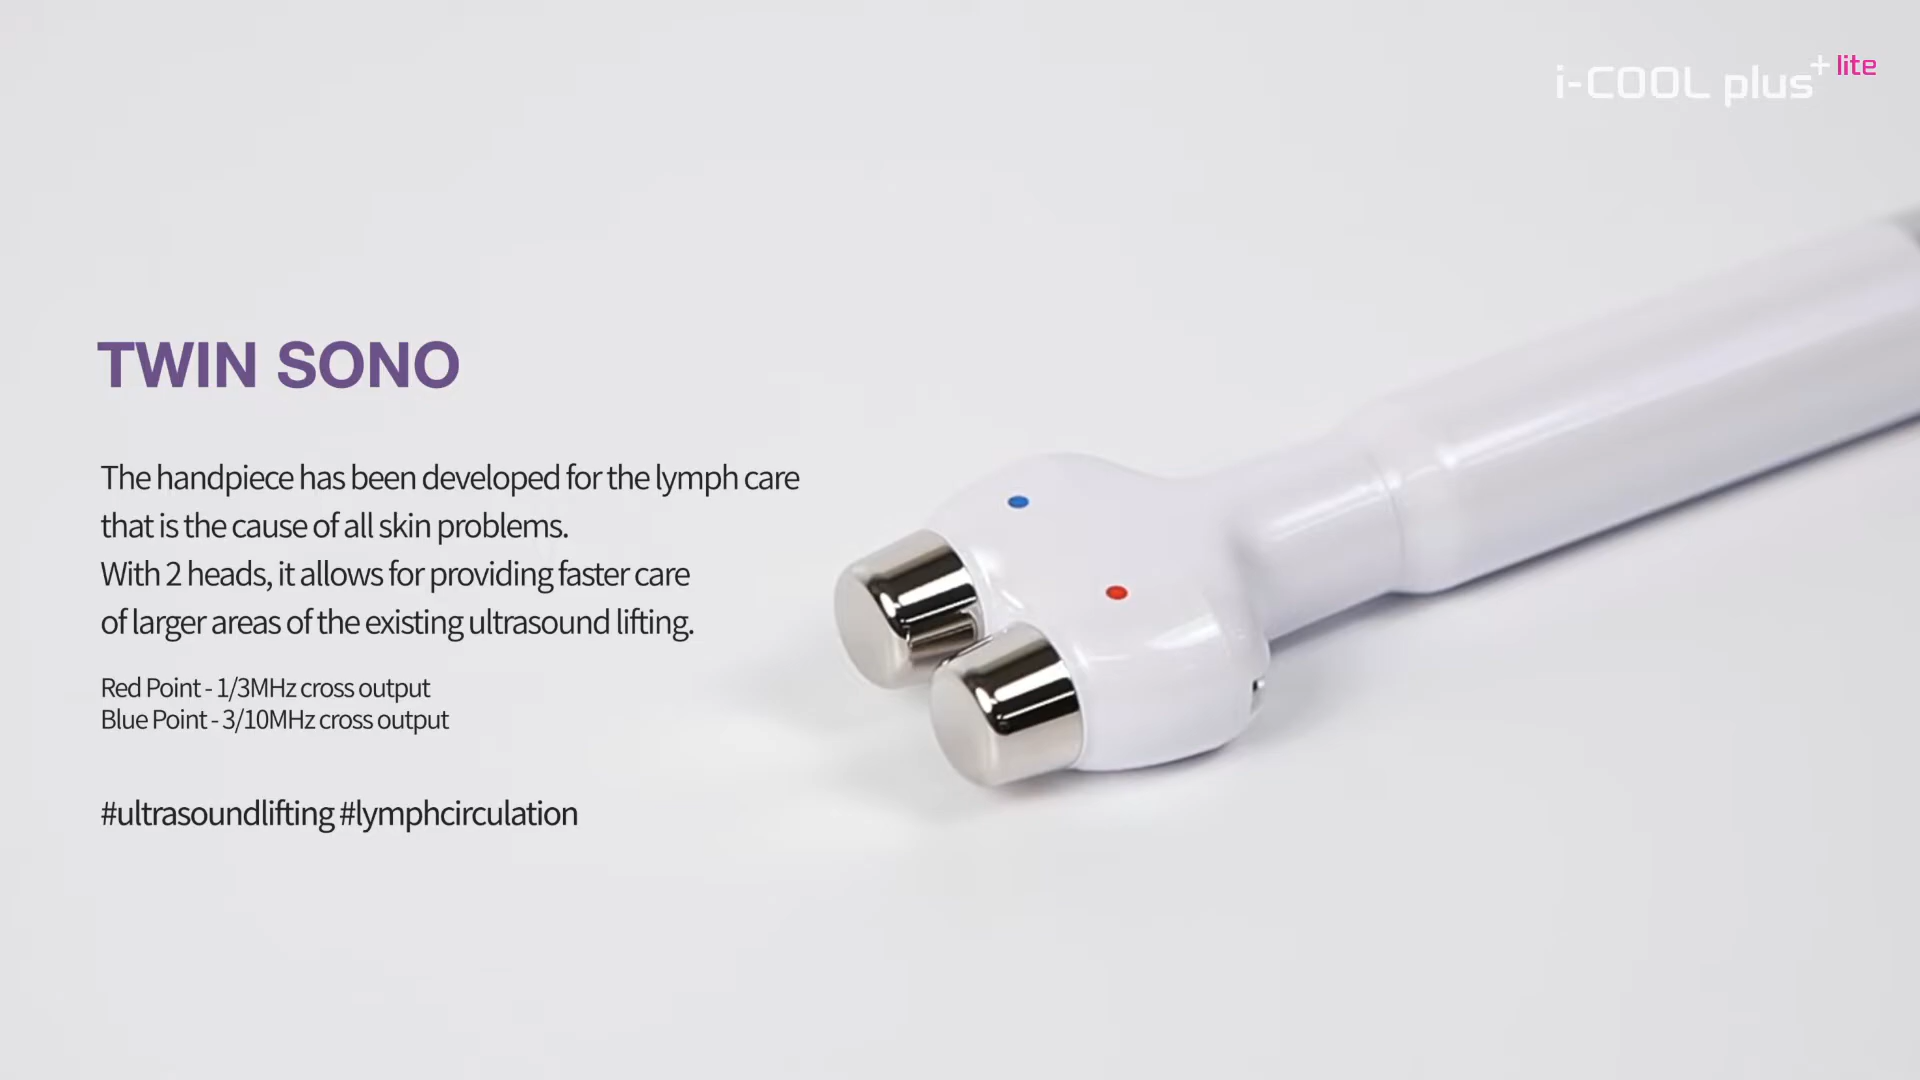 i-COOL plus+ lite
TWIN SONO
The handpiece has been developed for the lymph care
that is the cause of all skin problems.
With 2 heads, it allows for providing faster care
of larger areas of the existing ultrasound lifting.
Red Point - 1/3MHz cross output
Blue Point - 3/10MHz cross output
#ultrasoundlifting #lymphcirculation